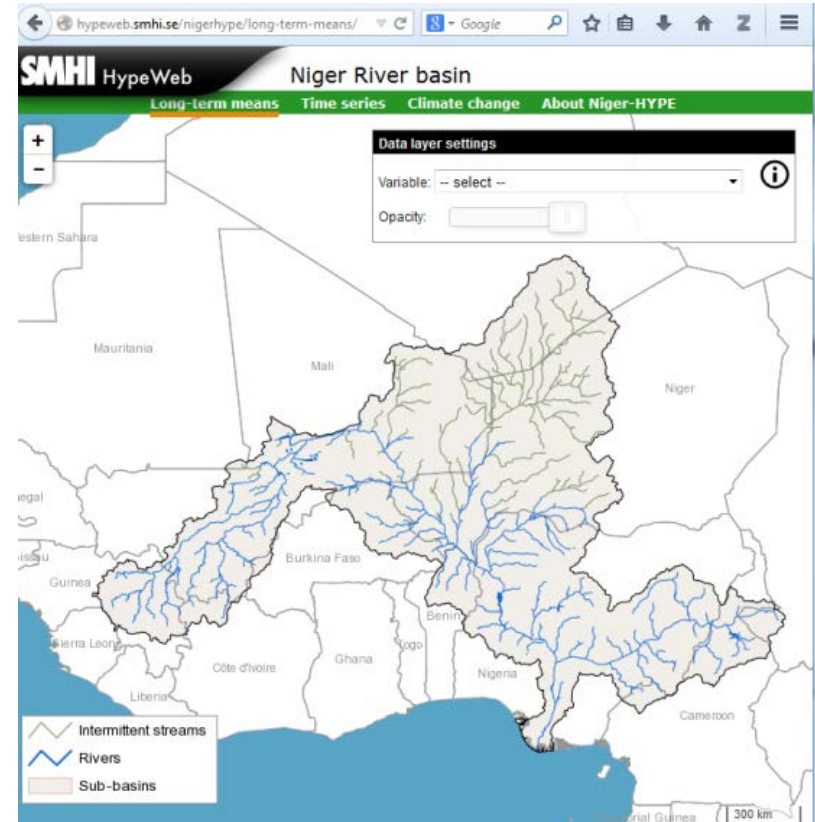 hypeweb.smhi.se/nigerhype/long-term-means/
Google
SMHI HypeWeb
Niger River basin
Long-term means Time series Climate change About Niger-HYPE
+
−
Data layer settings
Variable: -- select --
Opacity:
estern Sahara
Mauritania
Mali
Niger
egal
issau
Guinea
Burkina Faso
Benin
Sierra Leone
Côte d'Ivoire
Ghana
Togo
Nigeria
Liberia
Cameroon
Intermittent streams
Rivers
Sub-basins
orial Guinea
300 km